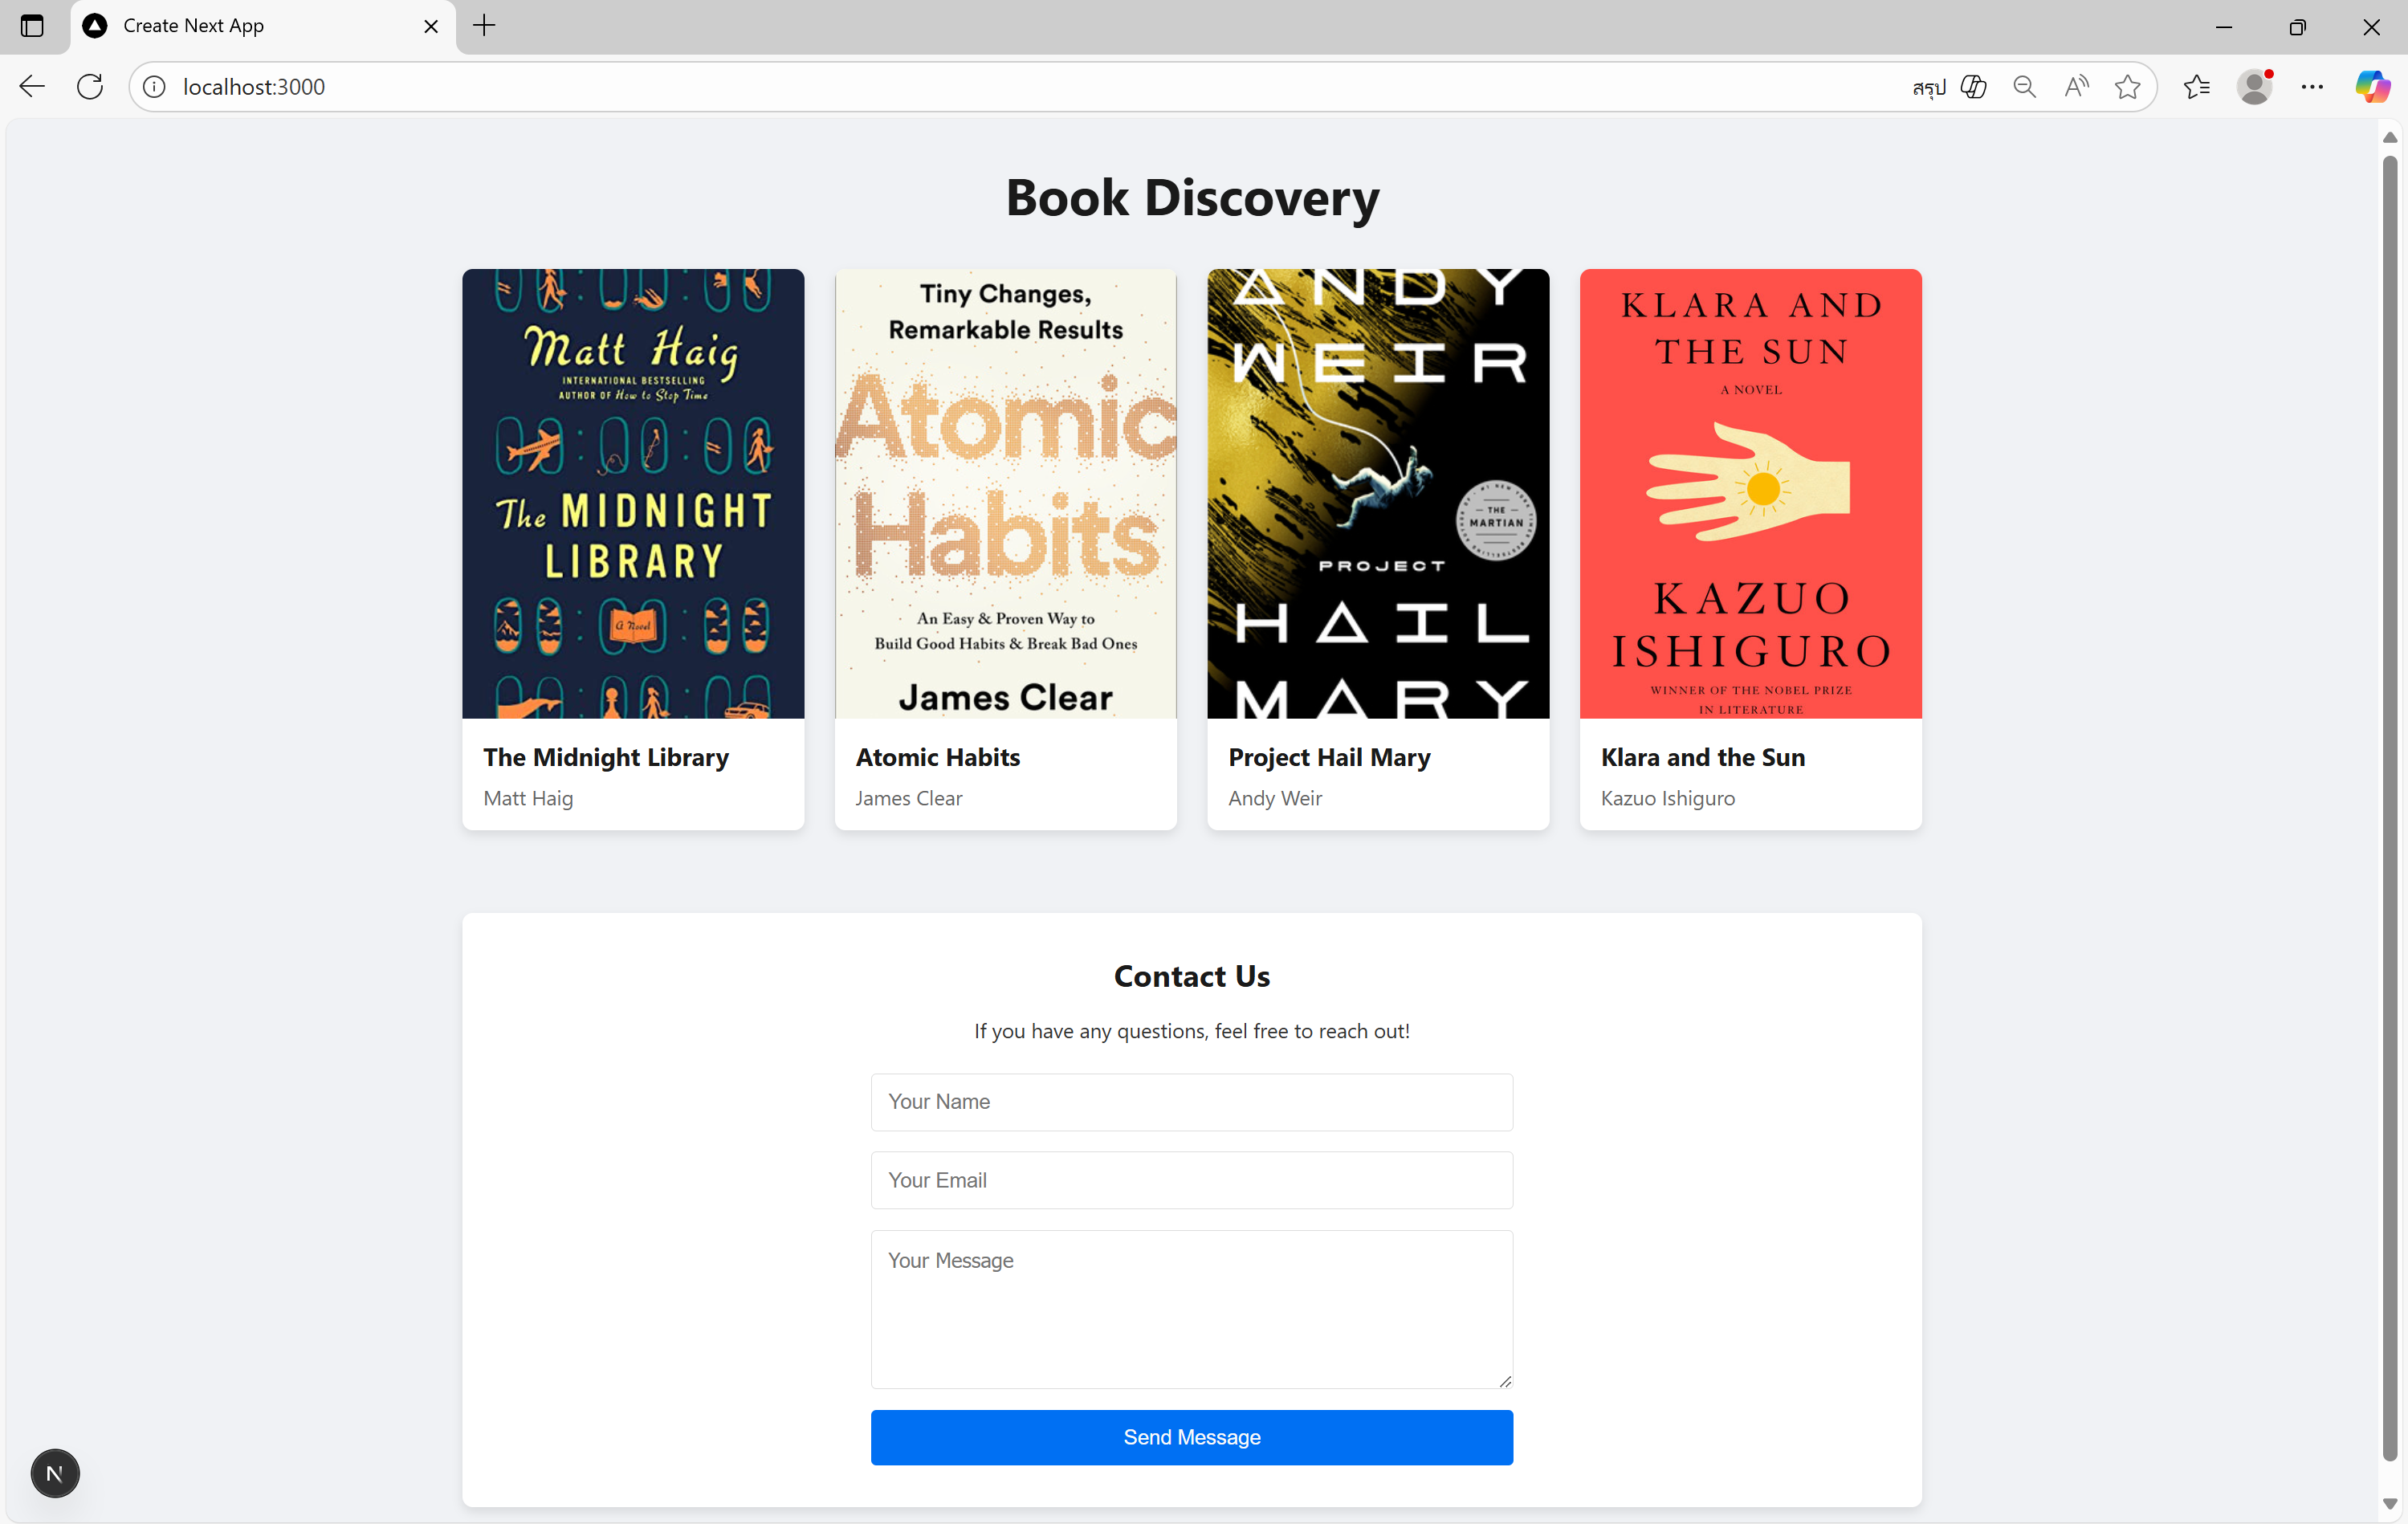 Create Next App
localhost:3000
สรุป
Book Discovery
Matt Haig
INTERNATIONAL BESTSELLING
AUTHOR OF How to Stop Time
The MIDNIGHT
LIBRARY
A Novel
The Midnight Library
Matt Haig
Tiny Changes,
Remarkable Results
Atomic
Habits
An Easy & Proven Way to
Build Good Habits & Break Bad Ones
James Clear
Atomic Habits
James Clear
ANDY
WEIR
THE
MARTIAN
PROJECT
HAIL
MARY
Project Hail Mary
Andy Weir
KLARA AND
THE SUN
A NOVEL
KAZUO
ISHIGURO
WINNER OF THE NOBEL PRIZE
IN LITERATURE
Klara and the Sun
Kazuo Ishiguro
Contact Us
If you have any questions, feel free to reach out!
Your Name
Your Email
Your Message
Send Message
N